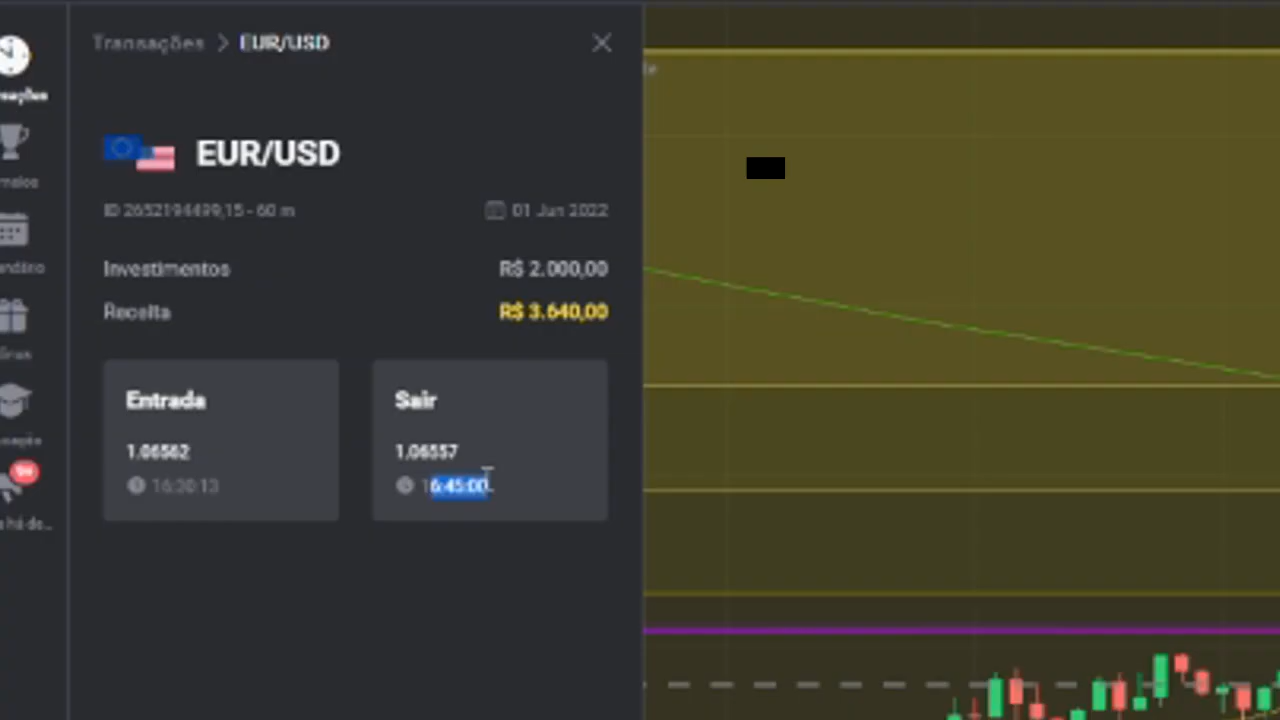 Transações > EUR/USD
EUR/USD
ID 2652194499,15 - 60 m
01 Jun 2022
Investimentos
R$ 2.000,00
Receita
R$ 3.640,00
Entrada
1.06562
16:30:13
Sair
1.06557
16:45:00